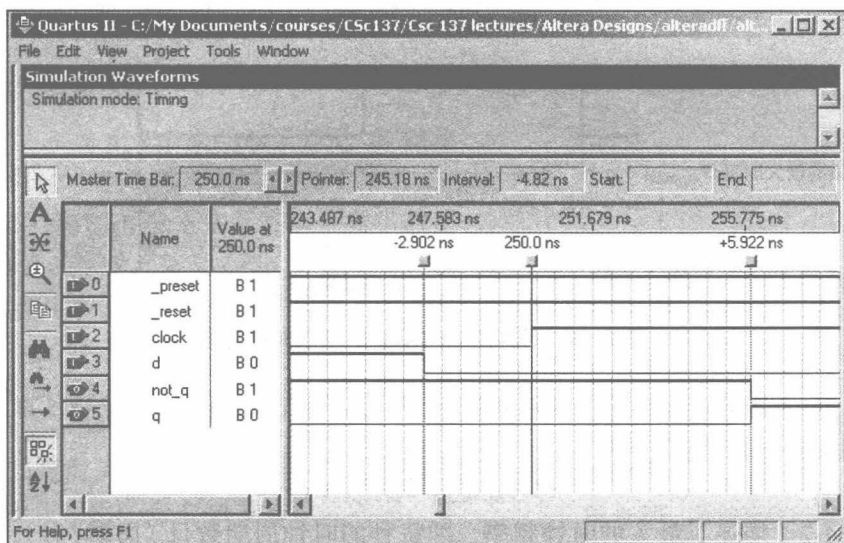 Quartus II - C:/My Documents/courses/CSc137/Csc 137 lectures/Altera Designs/alteradff/alt...
File Edit View Project Tools Window
Simulation Waveforms
Simulation mode: Timing
Master Time Bar: 250.0 ns Pointer: 245.18 ns Interval: -4.82 ns Start: End:
Name Value at 250.0 ns 243.487 ns 247.583 ns 251.679 ns 255.775 ns
-2.902 ns 250.0 ns +5.922 ns
0 _preset B 1
1 _reset B 1
2 clock B 1
3 d B 0
4 not_q B 1
5 q B 0
For Help, press F1